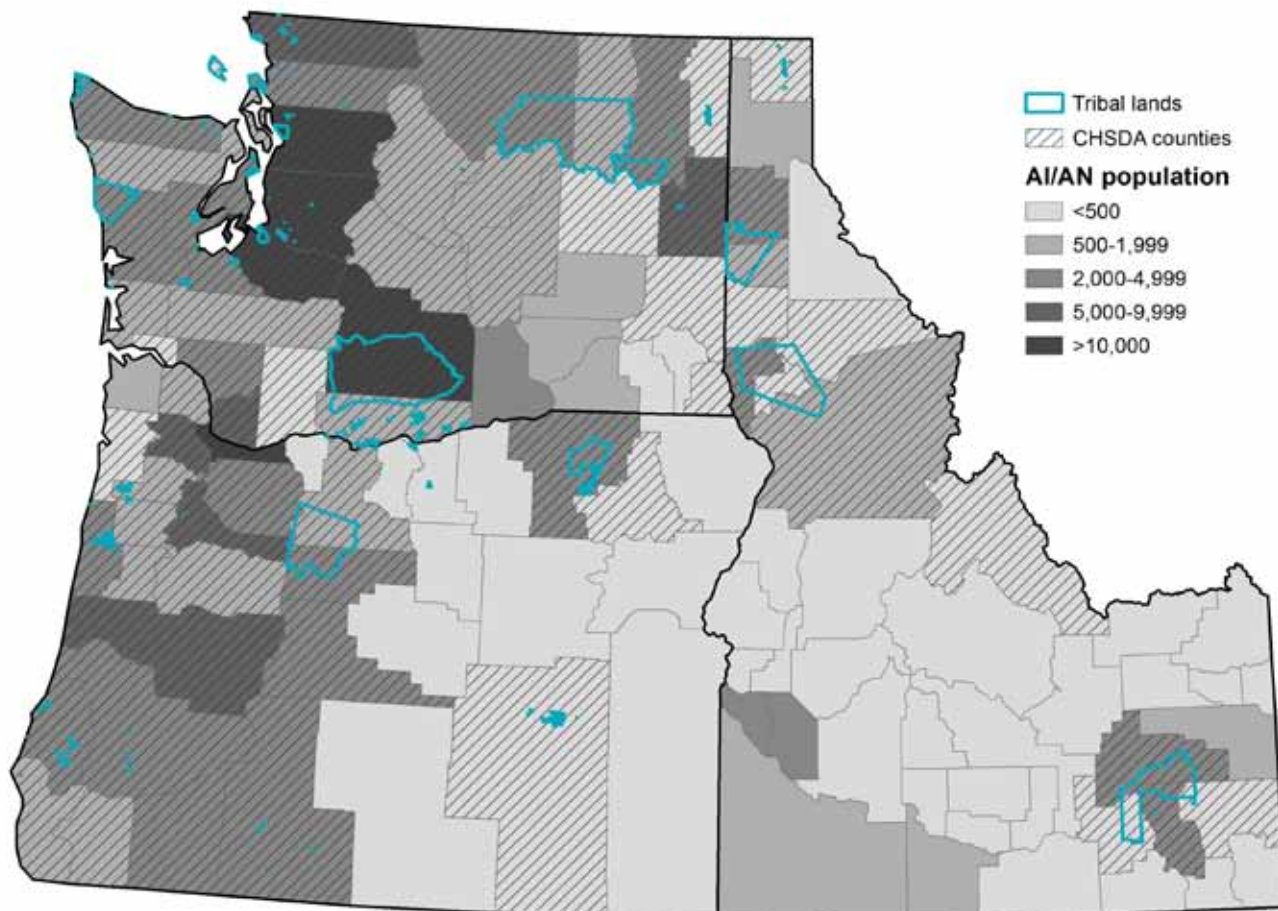 Tribal lands
CHSDA counties
AI/AN population
<500
500-1,999
2,000-4,999
5,000-9,999
>10,000